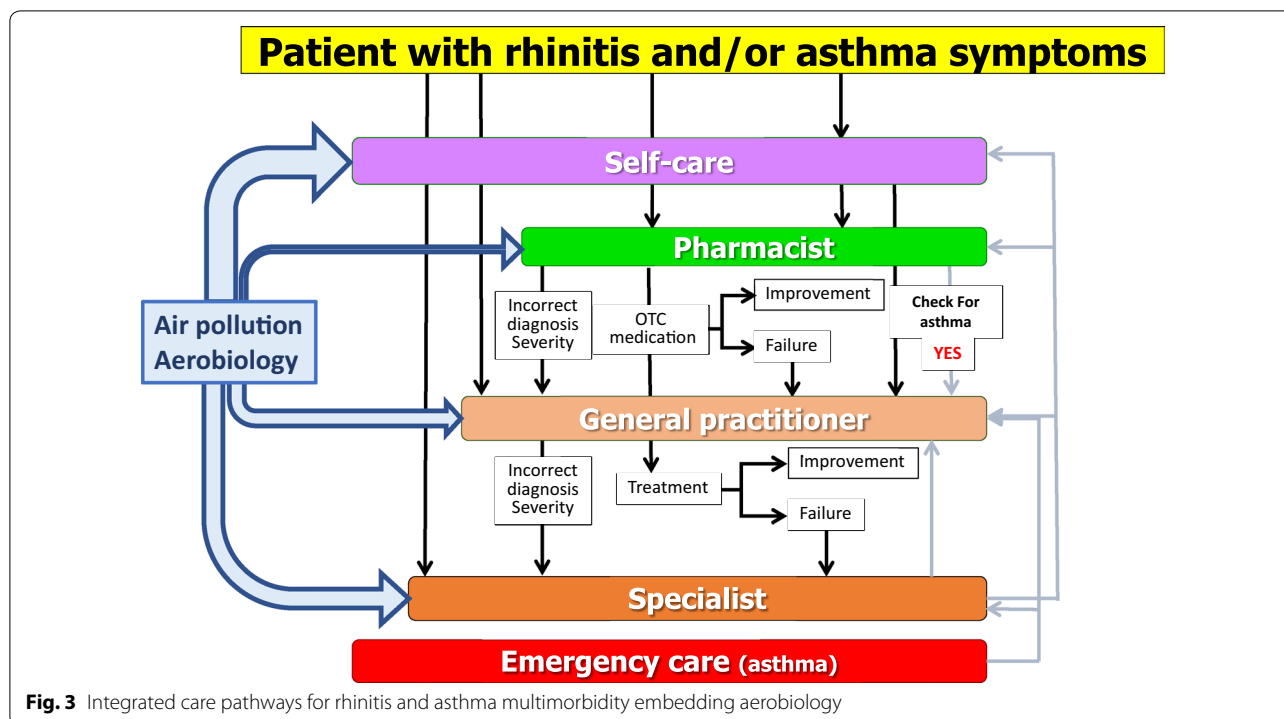 Patient with rhinitis and/or asthma symptoms
Self-care
Pharmacist
Air pollution
Aerobiology
Incorrect
diagnosis
Severity
OTC
medication
Improvement
Failure
Check For
asthma
YES
General practitioner
Incorrect
diagnosis
Severity
Treatment
Improvement
Failure
Specialist
Emergency care (asthma)
Fig. 3 Integrated care pathways for rhinitis and asthma multimorbidity embedding aerobiology